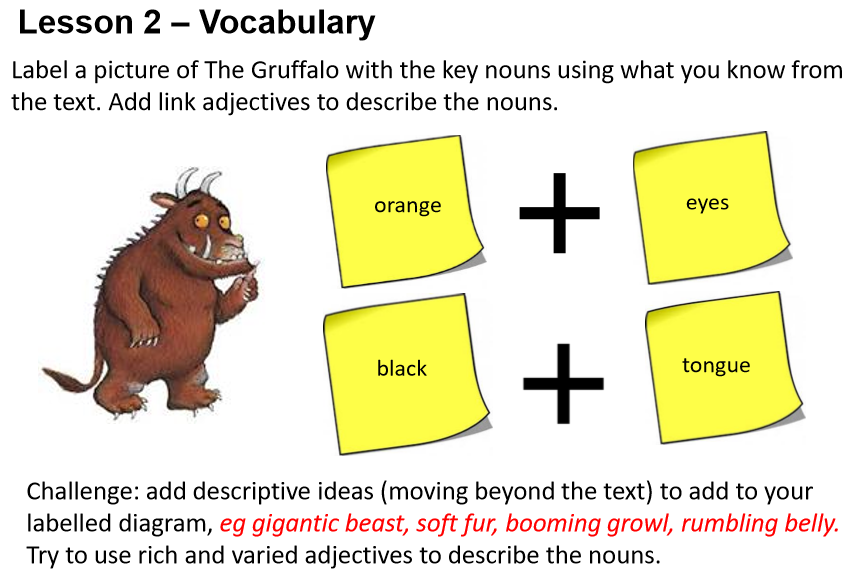 Lesson 2 – Vocabulary
Label a picture of The Gruffalo with the key nouns using what you know from
the text. Add link adjectives to describe the nouns.
orange + eyes
black + tongue
Challenge: add descriptive ideas (moving beyond the text) to add to your
labelled diagram, eg gigantic beast, soft fur, booming growl, rumbling belly.
Try to use rich and varied adjectives to describe the nouns.